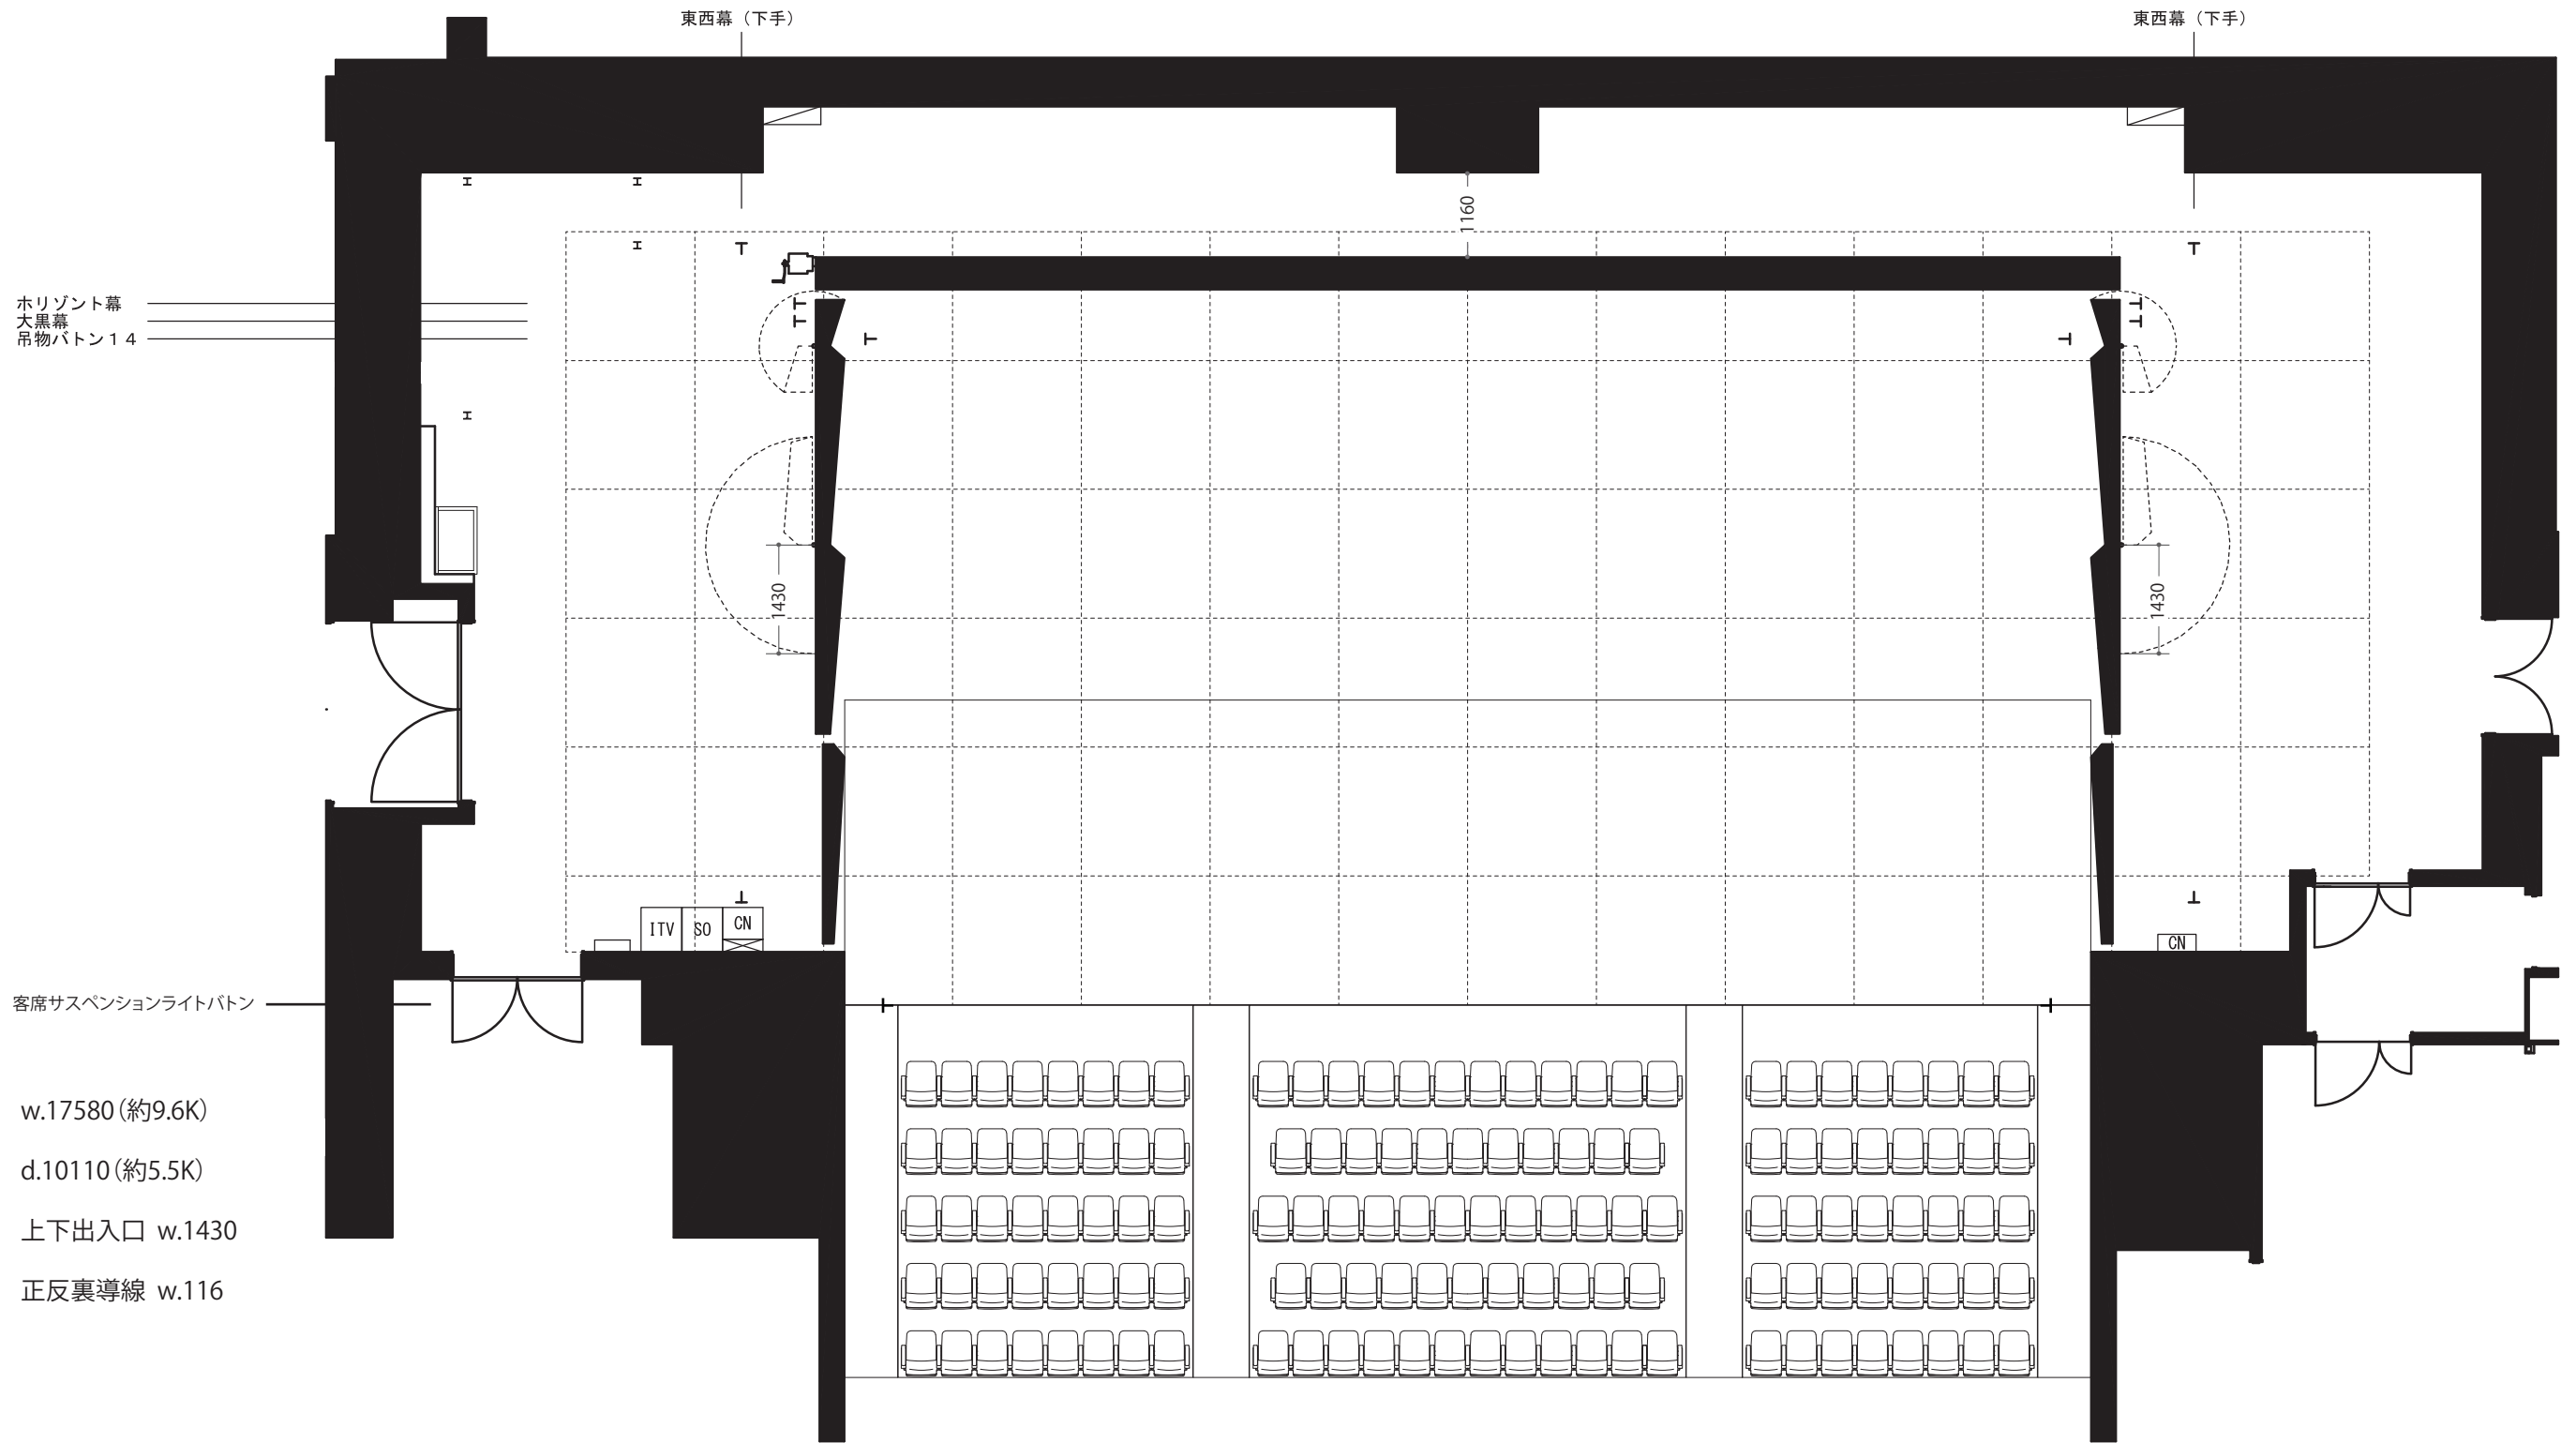 東西幕（下手）
東西幕（下手）
1160
ホリゾント幕
大黒幕
吊物バトン１４
1430
1430
ITV
SO
CN
CN
客席サスペンションライトバトン
w.17580（約9.6K）
d.10110（約5.5K）
上下出入口 w.1430
正反裏導線 w.116